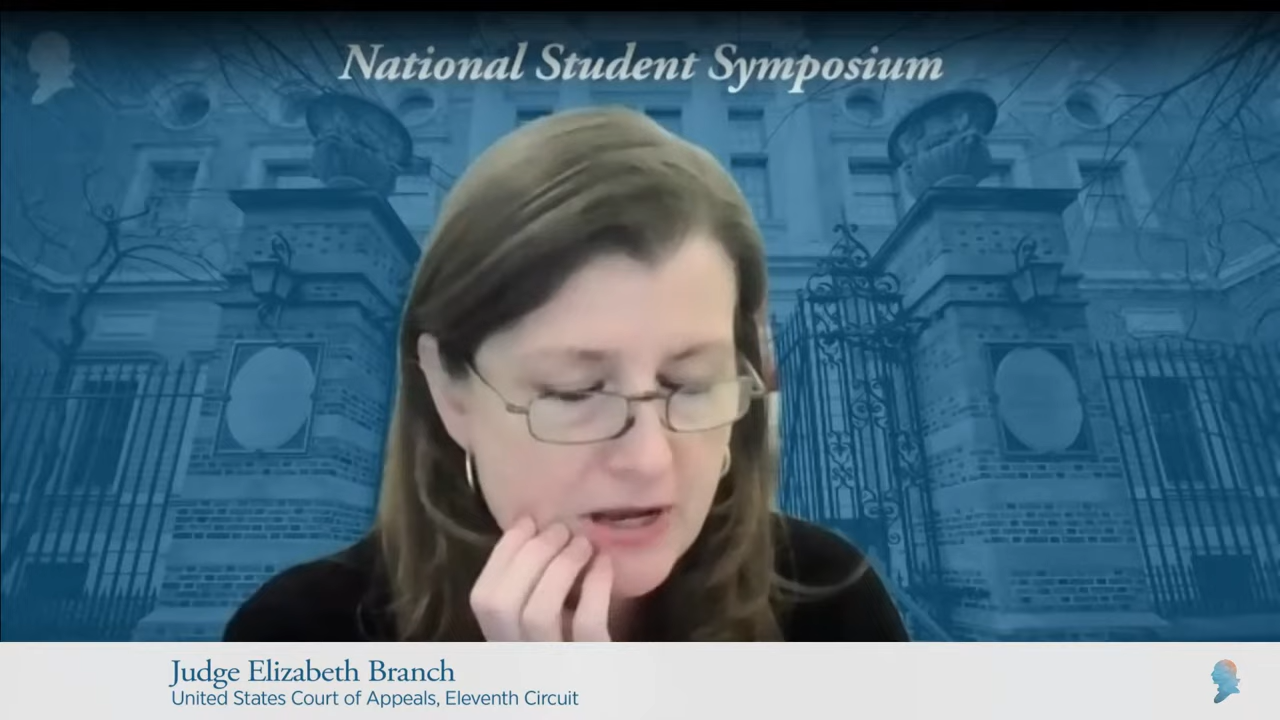 National Student Symposium
Judge Elizabeth Branch
United States Court of Appeals, Eleventh Circuit